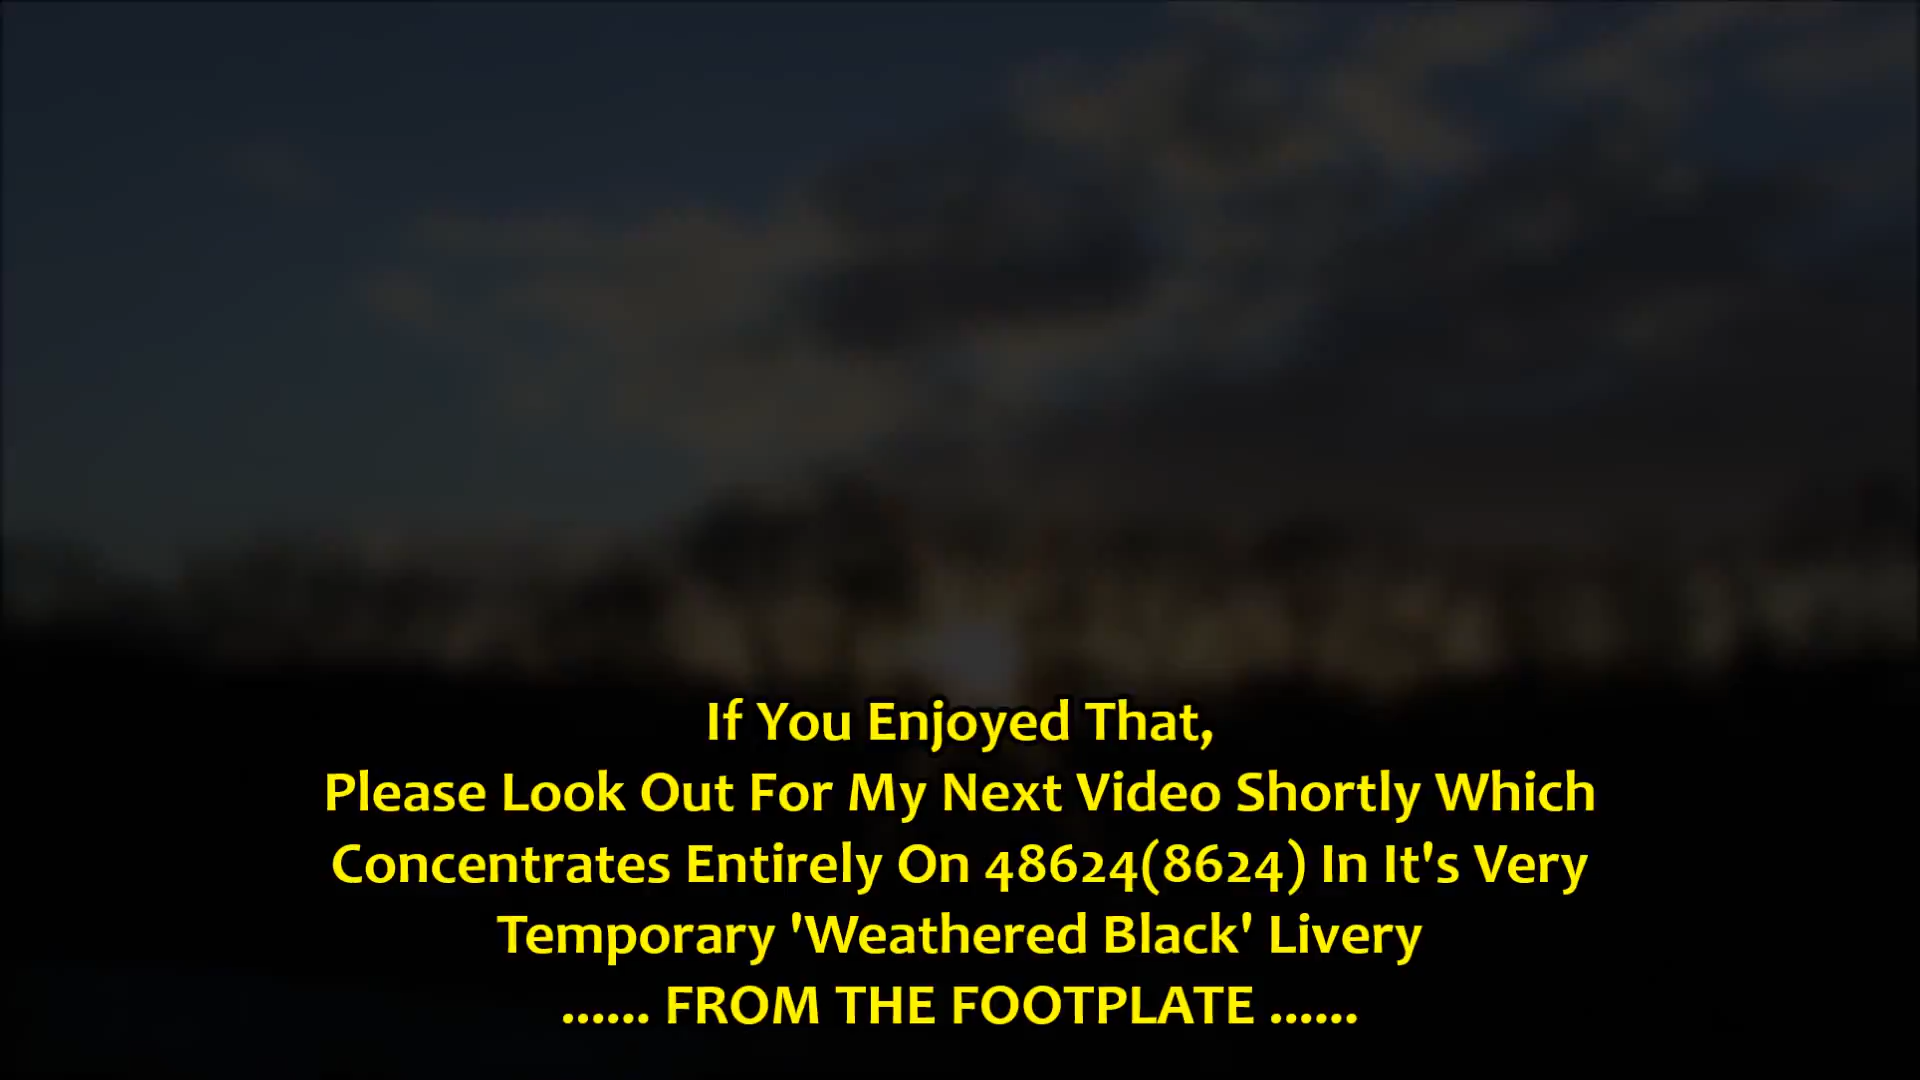 If You Enjoyed That,
Please Look Out For My Next Video Shortly Which
Concentrates Entirely On 48624(8624) In It's Very
Temporary 'Weathered Black' Livery
...... FROM THE FOOTPLATE ......